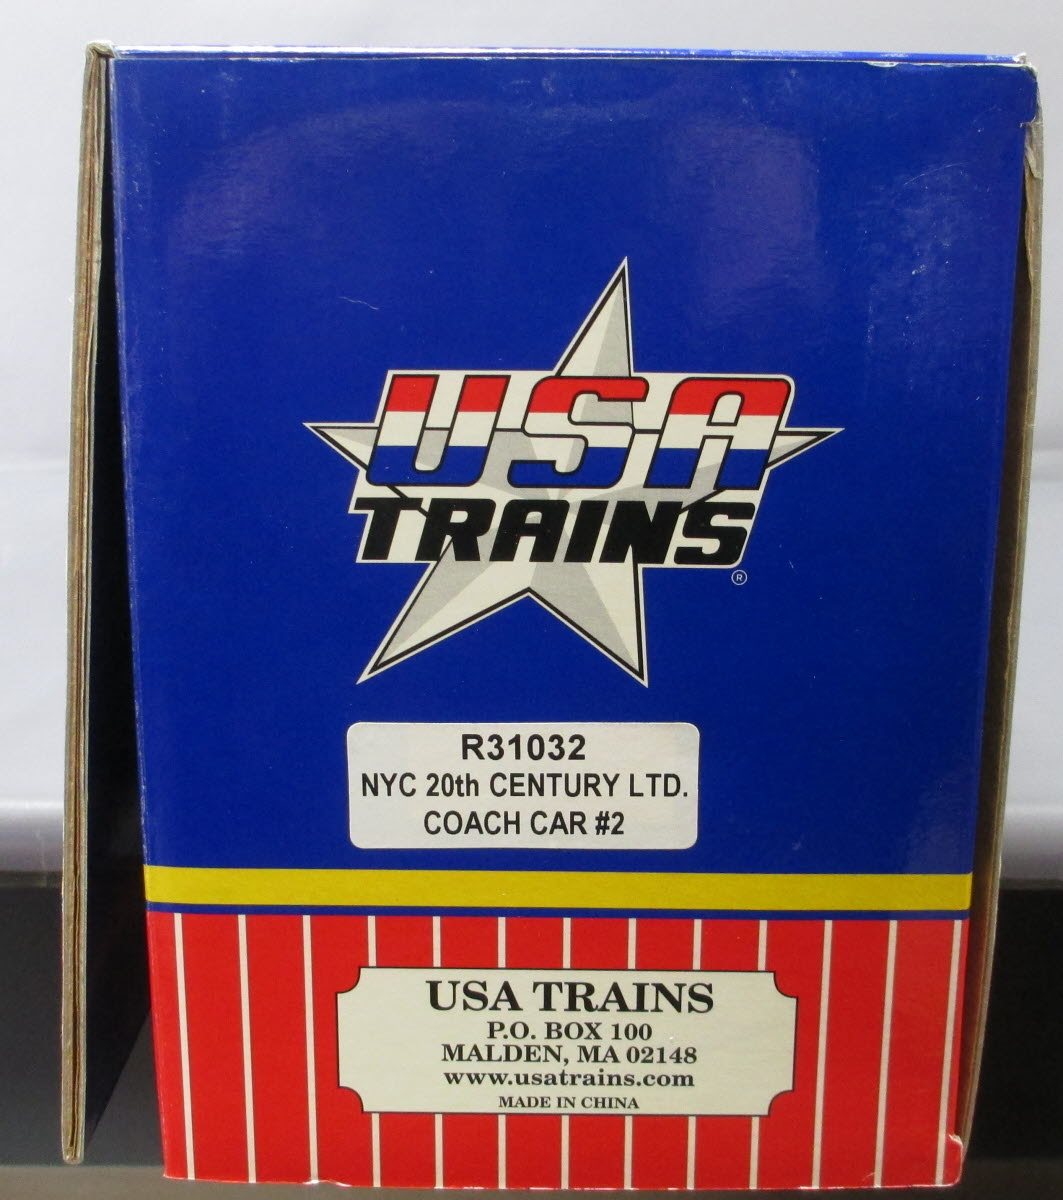 USA
TRAINS
®
R31032
NYC 20th CENTURY LTD.
COACH CAR #2
USA TRAINS
P.O. BOX 100
MALDEN, MA 02148
www.usatrains.com
MADE IN CHINA